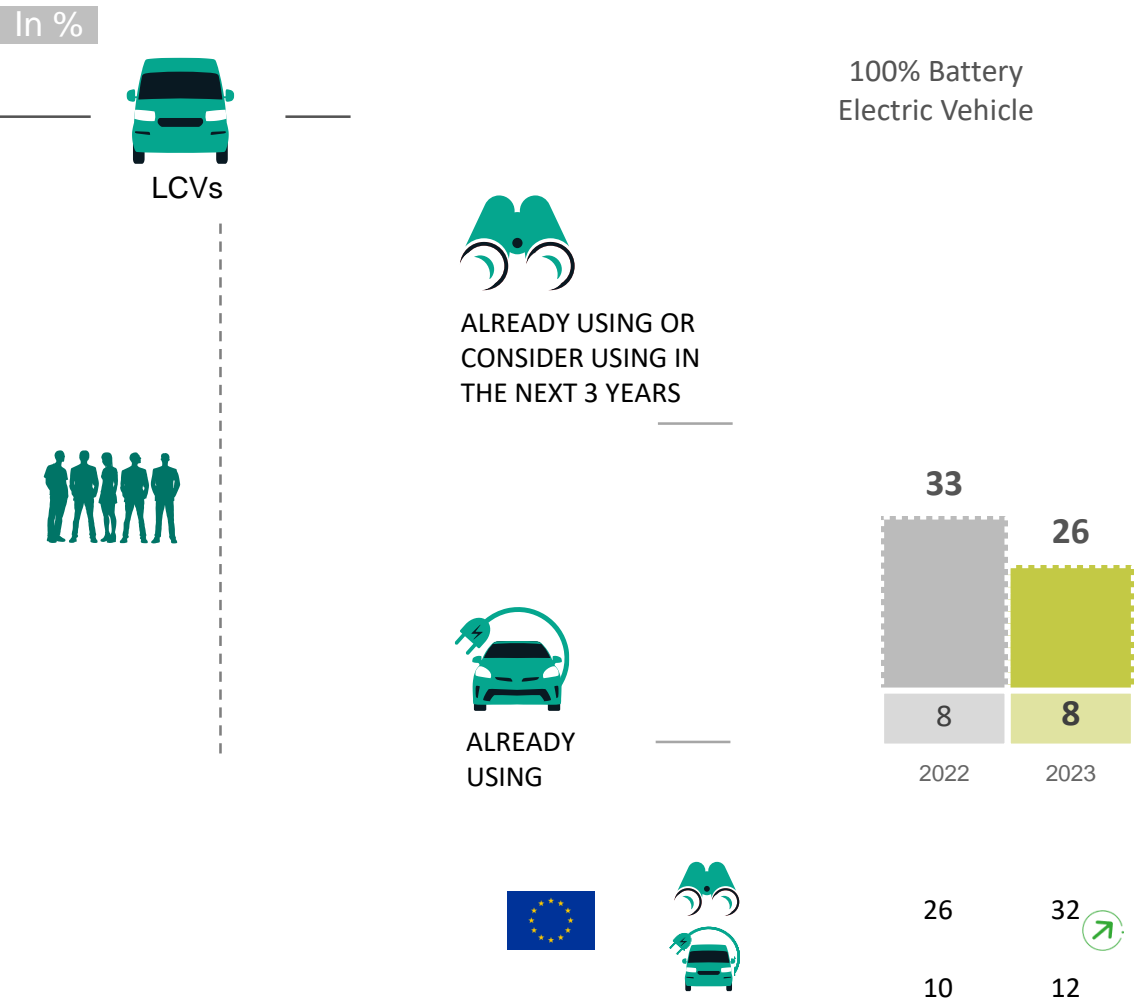 In %
100% Battery
Electric Vehicle
LCVs
ALREADY USING OR
CONSIDER USING IN
THE NEXT 3 YEARS
33
26
8
8
ALREADY
USING
2022
2023
26
32
10
12